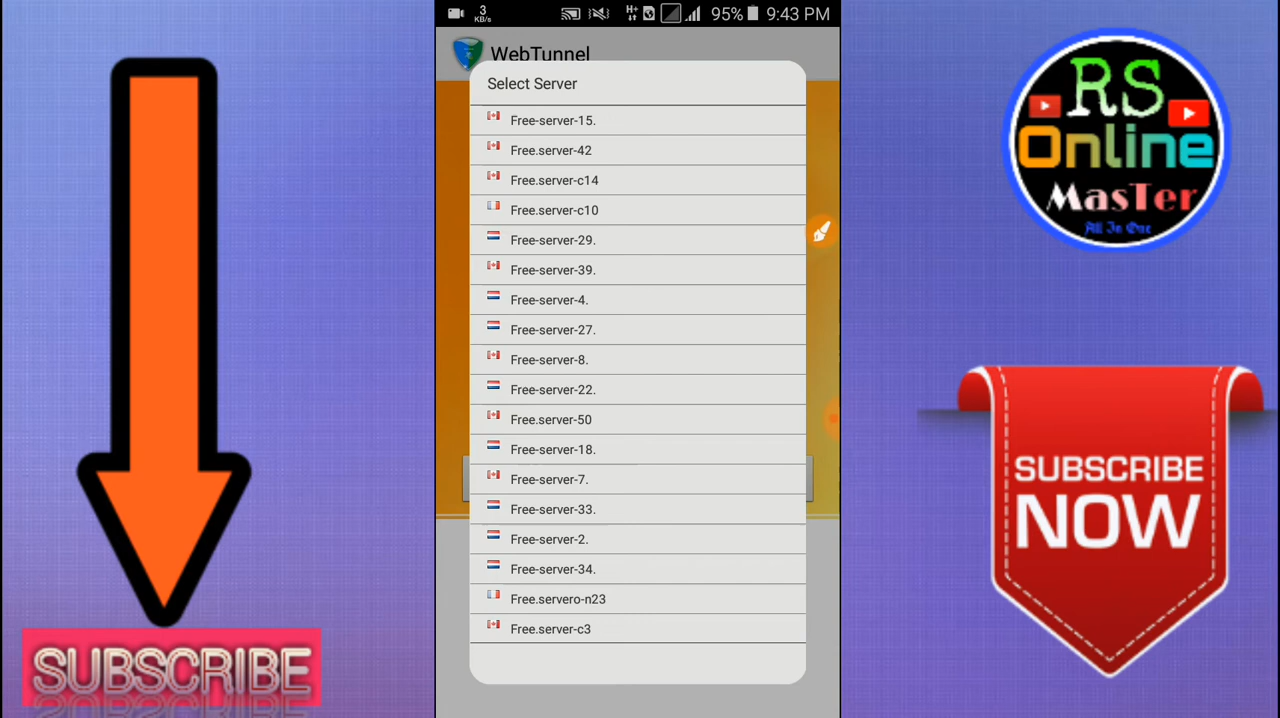 3
KB/s
H+
95%
9:43 PM
WebTunnel
Select Server
Free-server-15.
Free.server-42
Free.server-c14
Free.server-c10
Free-server-29.
Free-server-39.
Free-server-4.
Free-server-27.
Free-server-8.
Free-server-22.
Free.server-50
Free-server-18.
Free-server-7.
Free-server-33.
Free-server-2.
Free-server-34.
Free.servero-n23
Free.server-c3
SUBSCRIBE
RS
Online
MasTer
All In One
SUBSCRIBE
NOW